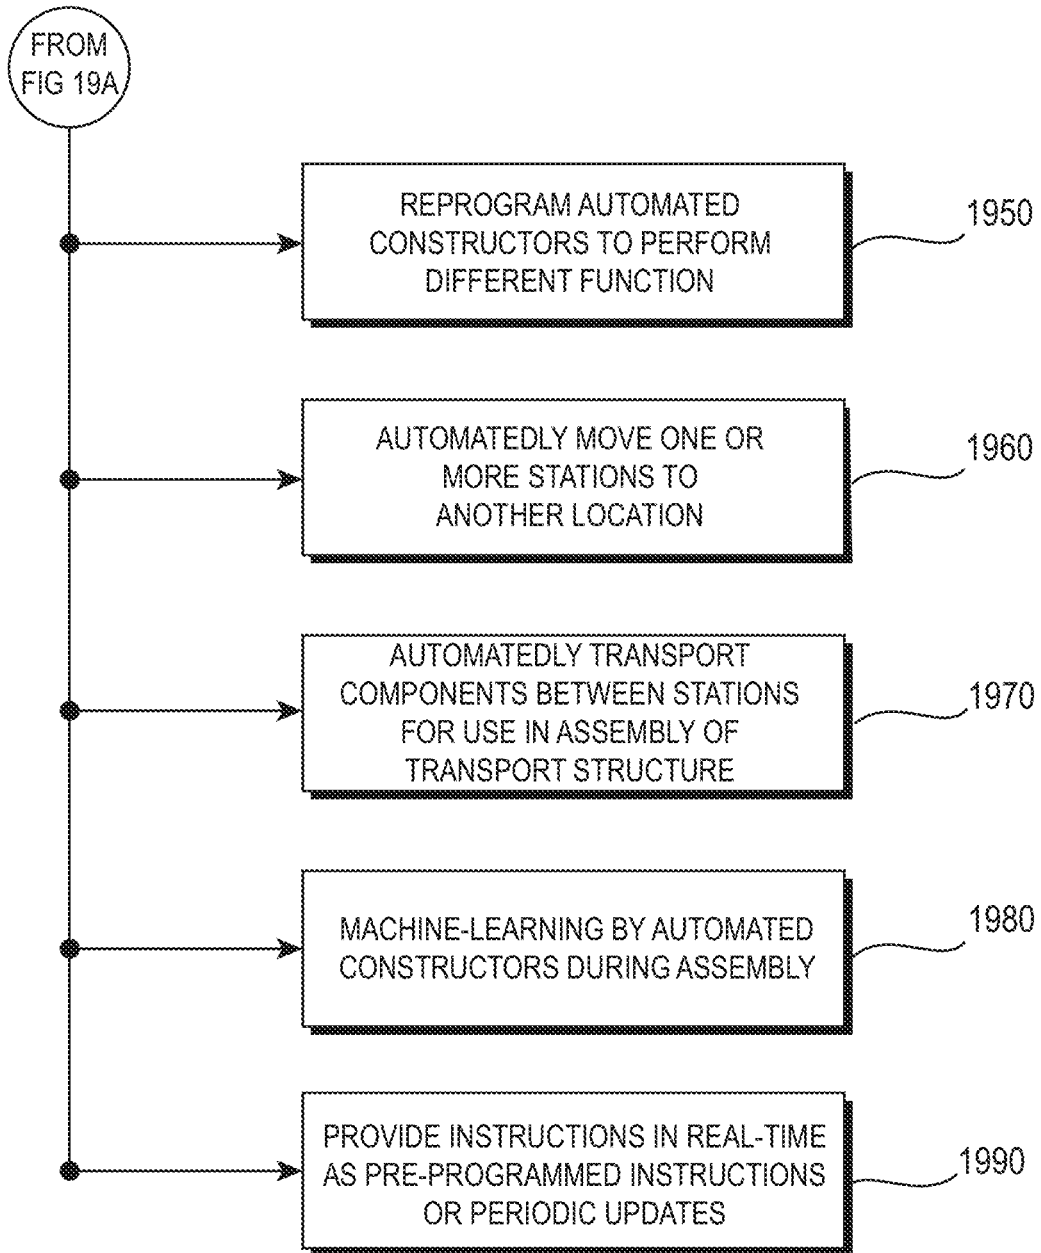 FROM
FIG 19A
REPROGRAM AUTOMATED
CONSTRUCTORS TO PERFORM
DIFFERENT FUNCTION
1950
AUTOMATEDLY MOVE ONE OR
MORE STATIONS TO
ANOTHER LOCATION
1960
AUTOMATEDLY TRANSPORT
COMPONENTS BETWEEN STATIONS
FOR USE IN ASSEMBLY OF
TRANSPORT STRUCTURE
1970
MACHINE-LEARNING BY AUTOMATED
CONSTRUCTORS DURING ASSEMBLY
1980
PROVIDE INSTRUCTIONS IN REAL-TIME
AS PRE-PROGRAMMED INSTRUCTIONS
OR PERIODIC UPDATES
1990